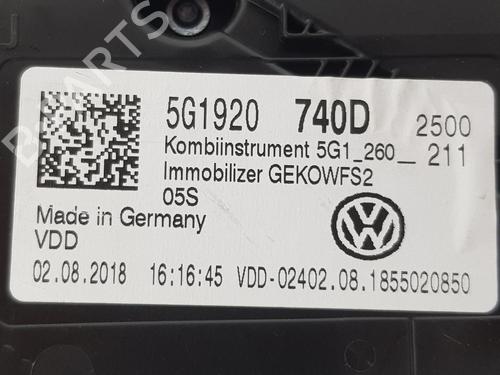 B-PARTS
5G1920 740D 2500
Kombiinstrument 5G1_260_ 211
Immobilizer GEKOWFS2
05S
Made in Germany
VDD
02.08.2018 16:16:45 VDD-02402.08.1855020850